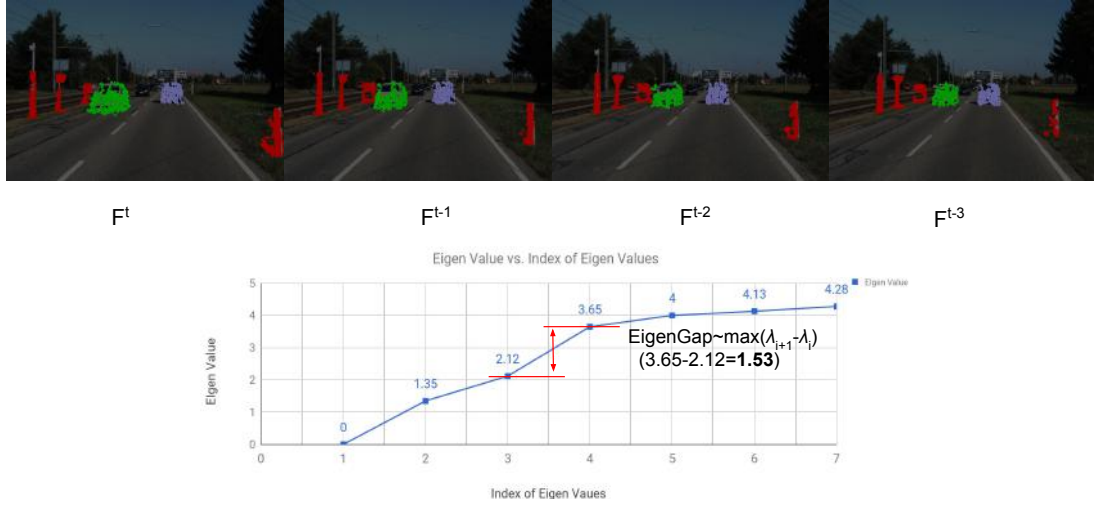 F^t F^t-1 F^t-2 F^t-3
Eigen Value vs. Index of Eigen Values
Eigen Value
5
4
3
2
1
0
0
1.35
2.12
3.65
4
4.13
4.28
EigenGap~max(λi+1-λi)
(3.65-2.12=1.53)
Eigen Value
0 1 2 3 4 5 6 7
Index of Eigen Vaues